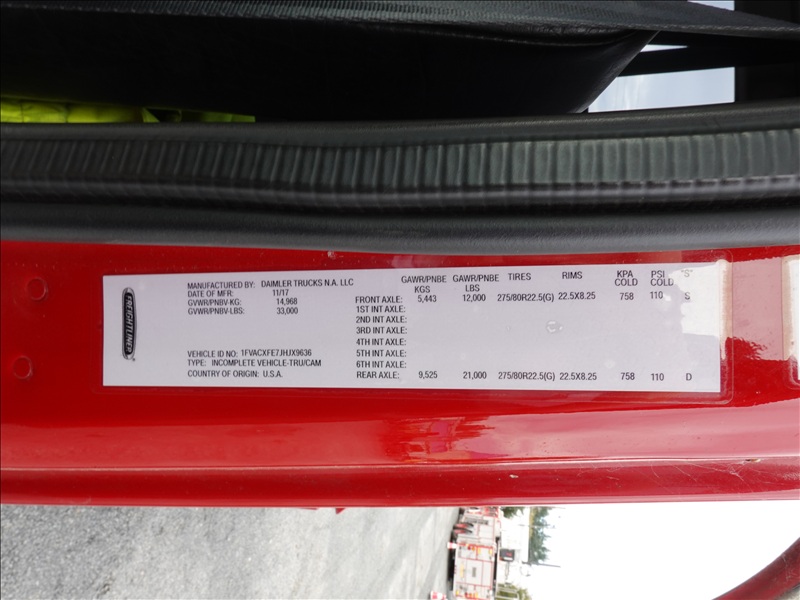 FREIGHTLINER
MANUFACTURED BY: DAIMLER TRUCKS N.A. LLC
DATE OF MFR: 11/17
GVWR/PNBV-KG: 14,968
GVWR/PNBV-LBS: 33,000
VEHICLE ID NO: 1FVACXFE7JHJX9636
TYPE: INCOMPLETE VEHICLE-TRU/CAM
COUNTRY OF ORIGIN: U.S.A.
GAWR/PNBE KGS GAWR/PNBE LBS TIRES RIMS KPA COLD PSI COLD "S"
FRONT AXLE: 5,443 12,000 275/80R22.5(G) 22.5X8.25 758 110 S
1ST INT AXLE:
2ND INT AXLE:
3RD INT AXLE:
4TH INT AXLE:
5TH INT AXLE:
6TH INT AXLE:
REAR AXLE: 9,525 21,000 275/80R22.5(G) 22.5X8.25 758 110 D